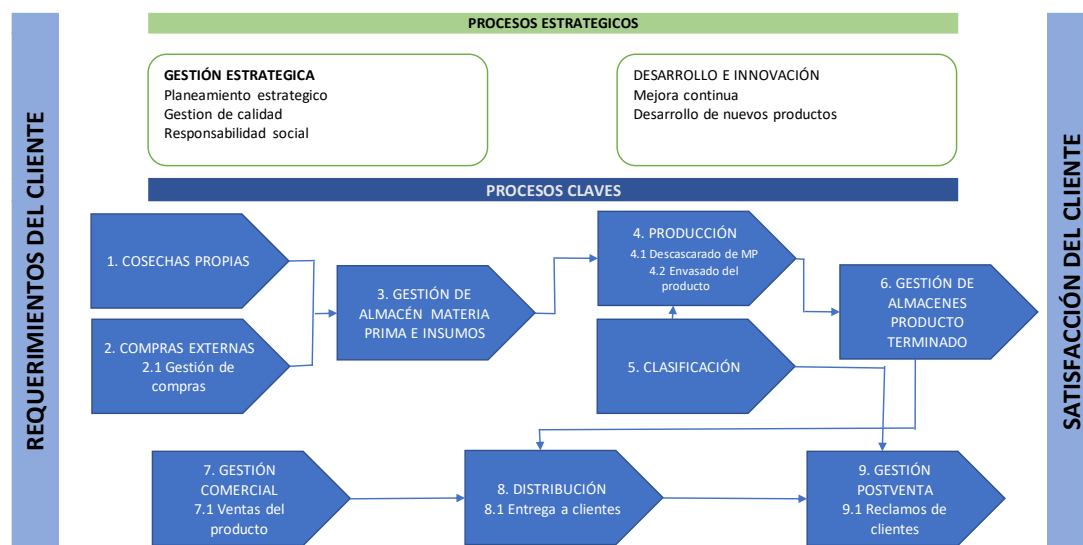 PROCESOS ESTRATEGICOS
REQUERIMIENTOS DEL CLIENTE
GESTIÓN ESTRATEGICA
Planeamiento estrategico
Gestion de calidad
Responsabilidad social
DESARROLLO E INNOVACIÓN
Mejora continua
Desarrollo de nuevos productos
SATISFACCIÓN DEL CLIENTE
PROCESOS CLAVES
1. COSECHAS PROPIAS
2. COMPRAS EXTERNAS
2.1 Gestión de
compras
3. GESTIÓN DE
ALMACÉN MATERIA
PRIMA E INSUMOS
4. PRODUCCIÓN
4.1 Descascarado de MP
4.2 Envasado del
producto
5. CLASIFICACIÓN
6. GESTIÓN DE
ALMACENES
PRODUCTO
TERMINADO
7. GESTIÓN
COMERCIAL
7.1 Ventas del
producto
8. DISTRIBUCIÓN
8.1 Entrega a clientes
9. GESTIÓN
POSTVENTA
9.1 Reclamos de
clientes